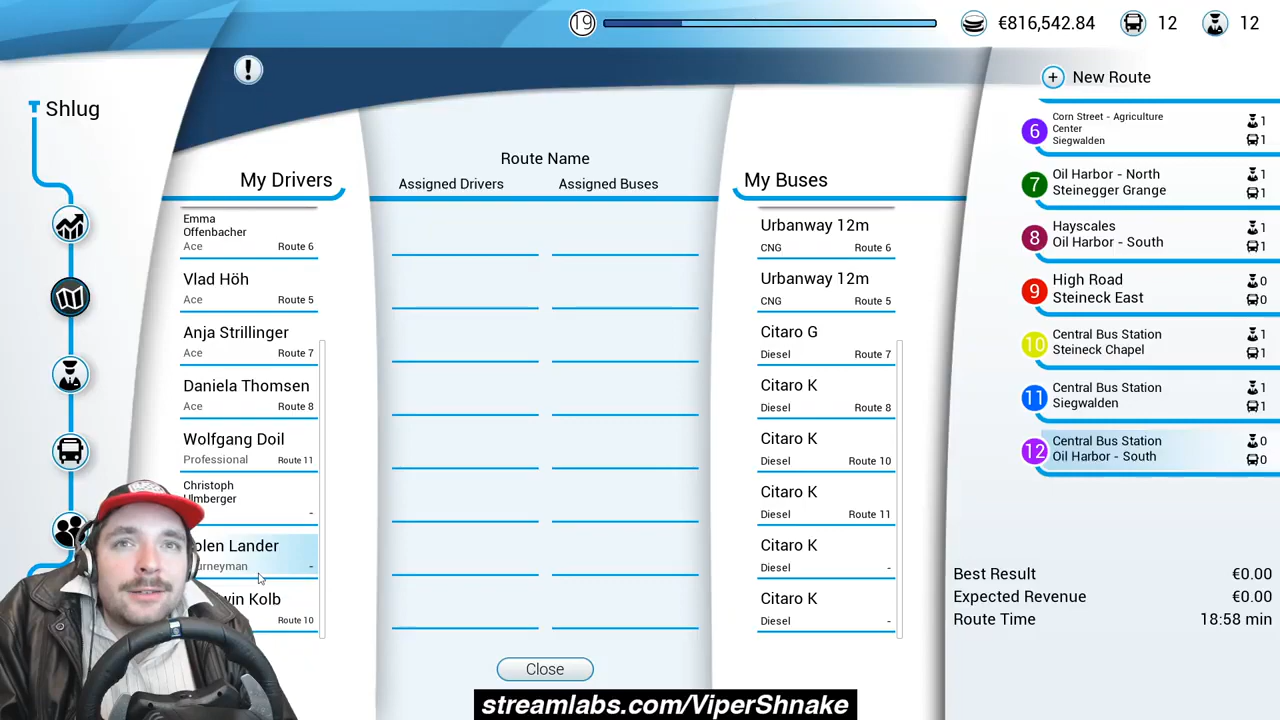 19
€816,542.84
12
12
!
Shlug
My Drivers
Emma
Offenbacher
Ace
Route 6
Vlad Höh
Ace
Route 5
Anja Strillinger
Ace
Route 7
Daniela Thomsen
Ace
Route 8
Wolfgang Doil
Professional
Route 11
Christoph
Ulmberger
-
Lander
-
Kolb
Route 10
Route Name
Assigned Drivers
Assigned Buses
Close
My Buses
Urbanway 12m
CNG
Route 6
Urbanway 12m
CNG
Route 5
Citaro G
Diesel
Route 7
Citaro K
Diesel
Route 8
Citaro K
Diesel
Route 10
Citaro K
Diesel
Route 11
Citaro K
Diesel
-
Citaro K
Diesel
-
+ New Route
6
Corn Street - Agriculture
Center
Siegwalden
1
1
7
Oil Harbor - North
Steinegger Grange
1
1
8
Hayscales
Oil Harbor - South
1
1
9
High Road
Steineck East
0
0
10
Central Bus Station
Steineck Chapel
1
1
11
Central Bus Station
Siegwalden
1
1
12
Central Bus Station
Oil Harbor - South
0
0
Best Result €0.00
Expected Revenue €0.00
Route Time 18:58 min
streamlabs.com/ViperShnake